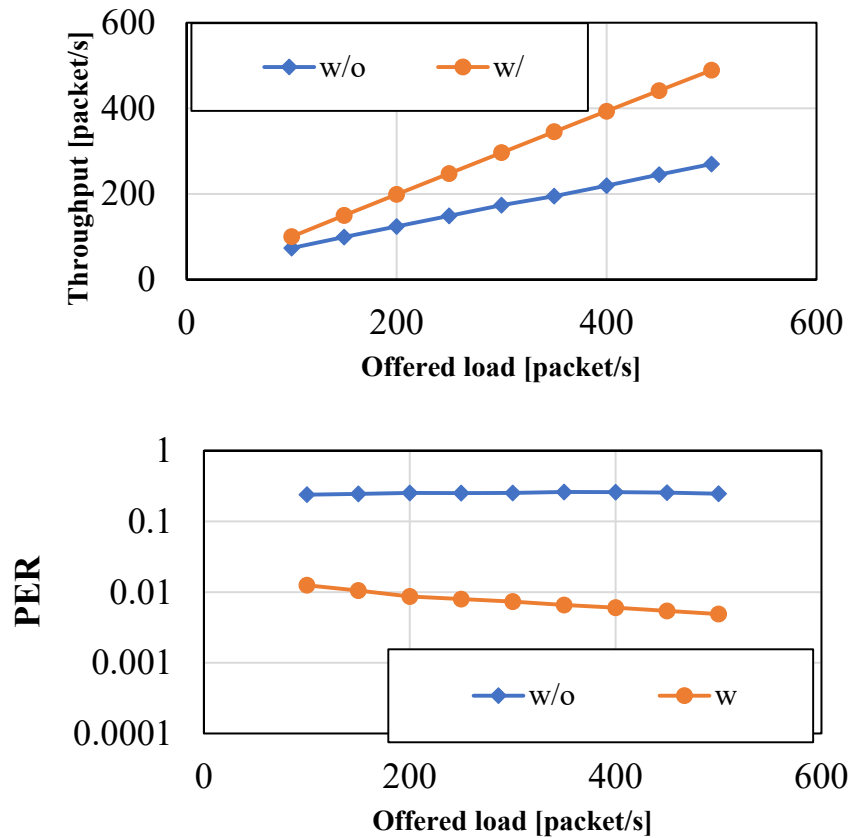 600
400
200
0
Throughput [packet/s]
w/o w/
0 200 400 600
Offered load [packet/s]
1
0.1
0.01
0.001
0.0001
PER
w/o w
0 200 400 600
Offered load [packet/s]